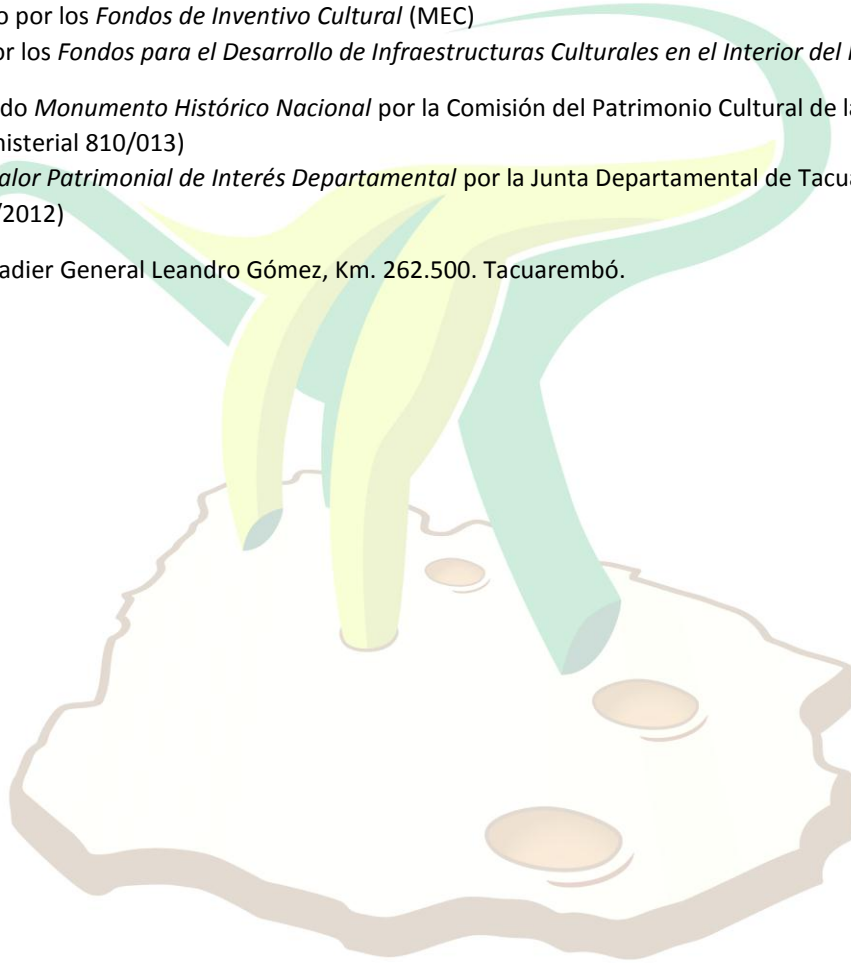 o por los Fondos de Inventivo Cultural (MEC)
or los Fondos para el Desarrollo de Infraestructuras Culturales en el Interior del
do Monumento Histórico Nacional por la Comisión del Patrimonio Cultural de la
nisterial 810/013)
alor Patrimonial de Interés Departamental por la Junta Departamental de Tacua
/2012)
adier General Leandro Gómez, Km. 262.500. Tacuarembó.